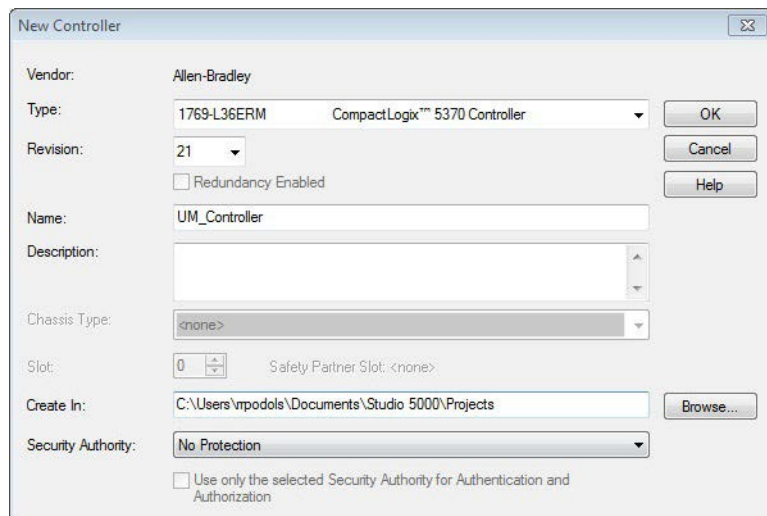 New Controller
Vendor: Allen-Bradley
Type: 1769-L36ERM CompactLogix™ 5370 Controller OK
Revision: 21 Cancel
Redundancy Enabled Help
Name: UM_Controller
Description:
Chassis Type: <none>
Slot: 0 Safety Partner Slot: <none>
Create In: C:\Users\rrpodols\Documents\Studio 5000\Projects Browse...
Security Authority: No Protection
Use only the selected Security Authority for Authentication and
Authorization